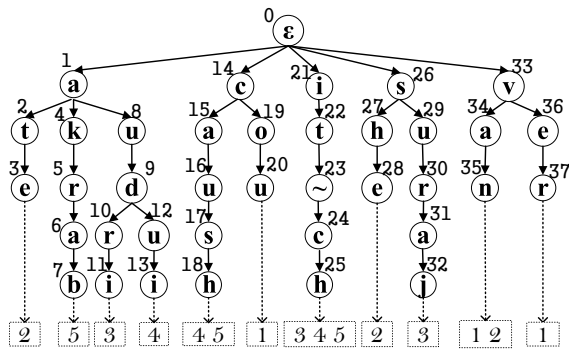 0
ε
1 14 21 26 33
a c i s v
2 4 8 15 19 22 27 29 34 36
t k u a o t h u a e
3 5 9 16 20 23 28 30 35 37
e r d u u ~ e r n r
6 10 12 17 24 31
a r u s c a
7 11 13 18 25 32
b i i h h j
2 5 3 4 4 5 1 3 4 5 2 3 1 2 1